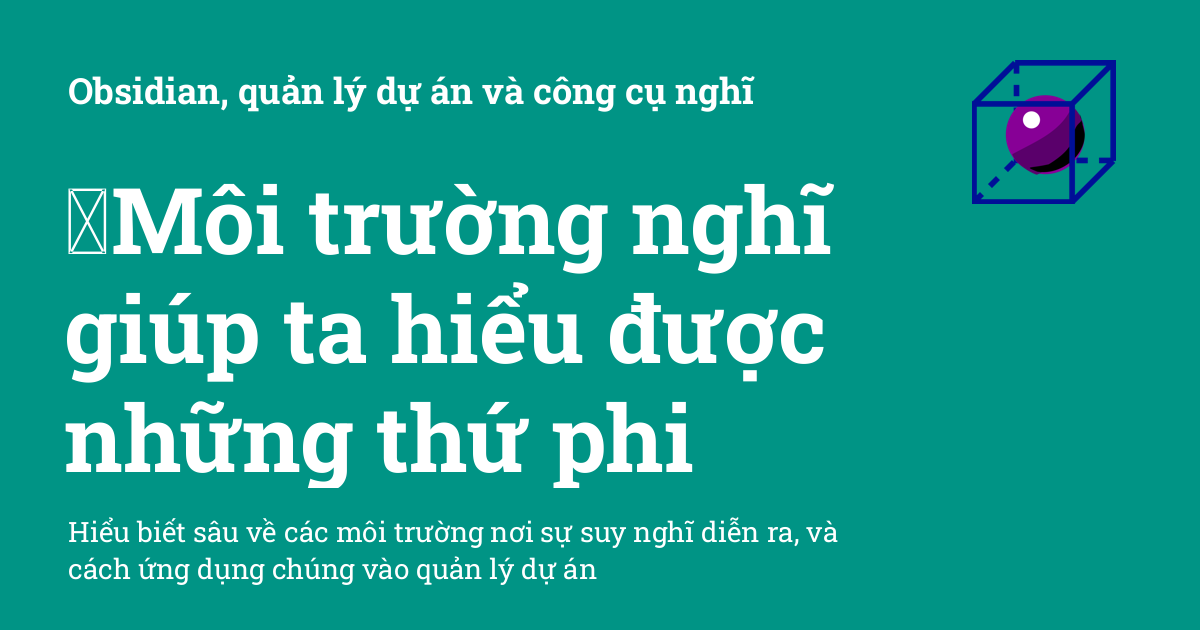 Obsidian, quản lý dự án và công cụ nghĩ
Môi trường nghĩ
giúp ta hiểu được
những thứ phi
Hiểu biết sâu về các môi trường nơi sự suy nghĩ diễn ra, và
cách ứng dụng chúng vào quản lý dự án